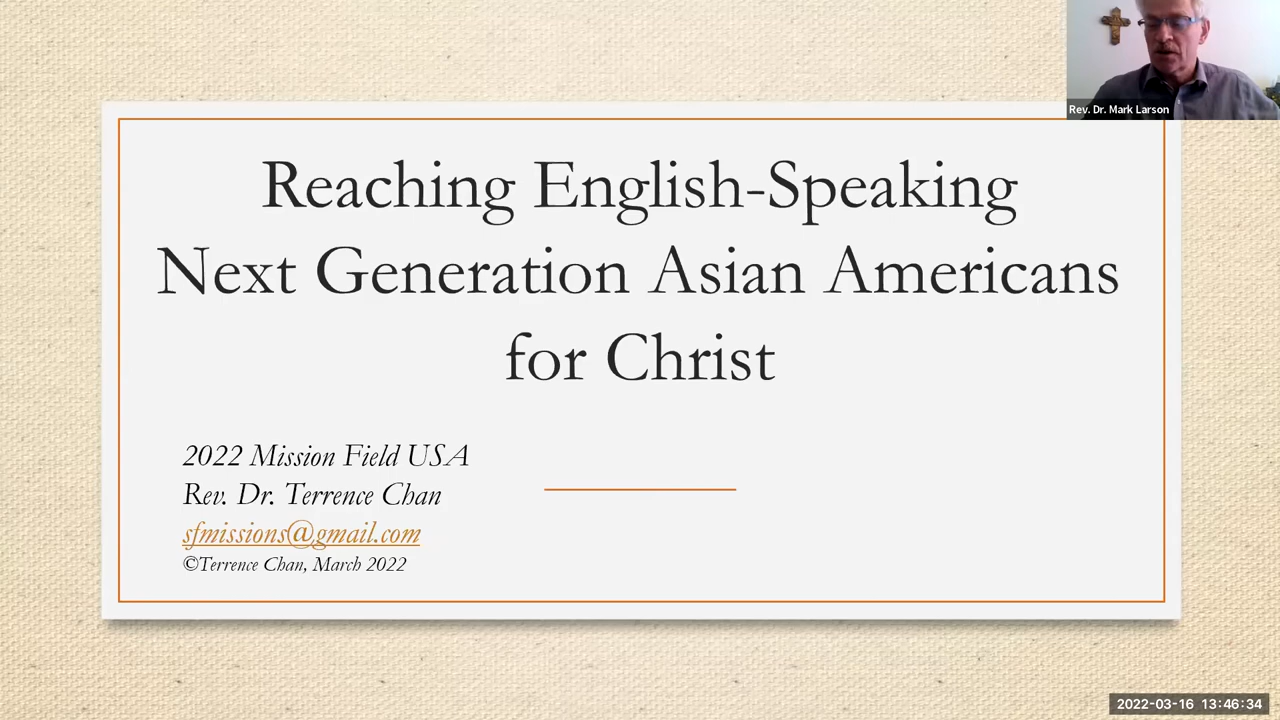 Rev. Dr. Mark Larson
Reaching English-Speaking
Next Generation Asian Americans
for Christ
2022 Mission Field USA
Rev. Dr. Terrence Chan
sfmissions@gmail.com
©Terrence Chan, March 2022
2022-03-16 13:46:34